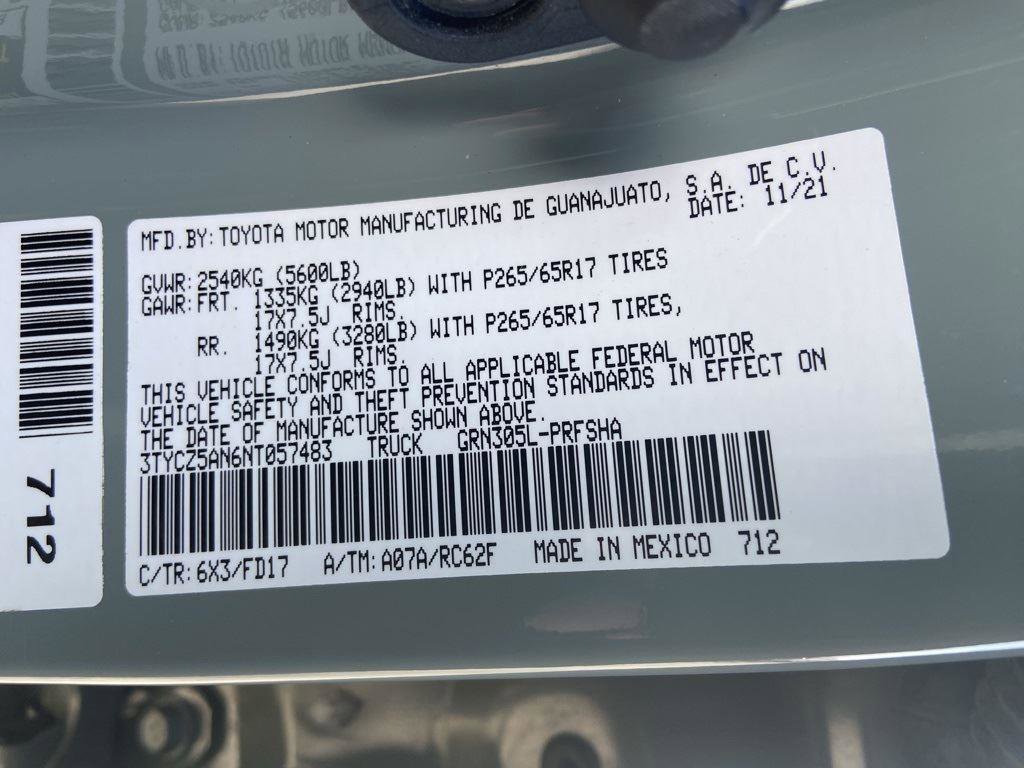 MFD.BY: TOYOTA MOTOR MANUFACTURING DE GUANAJUATO, S.A. DE C.V.
DATE: 11/21
GVWR: 2540KG (5600LB)
GAWR: FRT. 1335KG (2940LB) WITH P265/65R17 TIRES
17X7.5J RIMS.
RR. 1490KG (3280LB) WITH P265/65R17 TIRES,
17X7.5J RIMS.
THIS VEHICLE CONFORMS TO ALL APPLICABLE FEDERAL MOTOR
VEHICLE SAFETY AND THEFT PREVENTION STANDARDS IN EFFECT ON
THE DATE OF MANUFACTURE SHOWN ABOVE.
3TYCZ5AN6NT057483 TRUCK GRN305L-PRFSHA
C/TR: 6X3/FD17 A/TM: A07A/RC62F MADE IN MEXICO 712
712